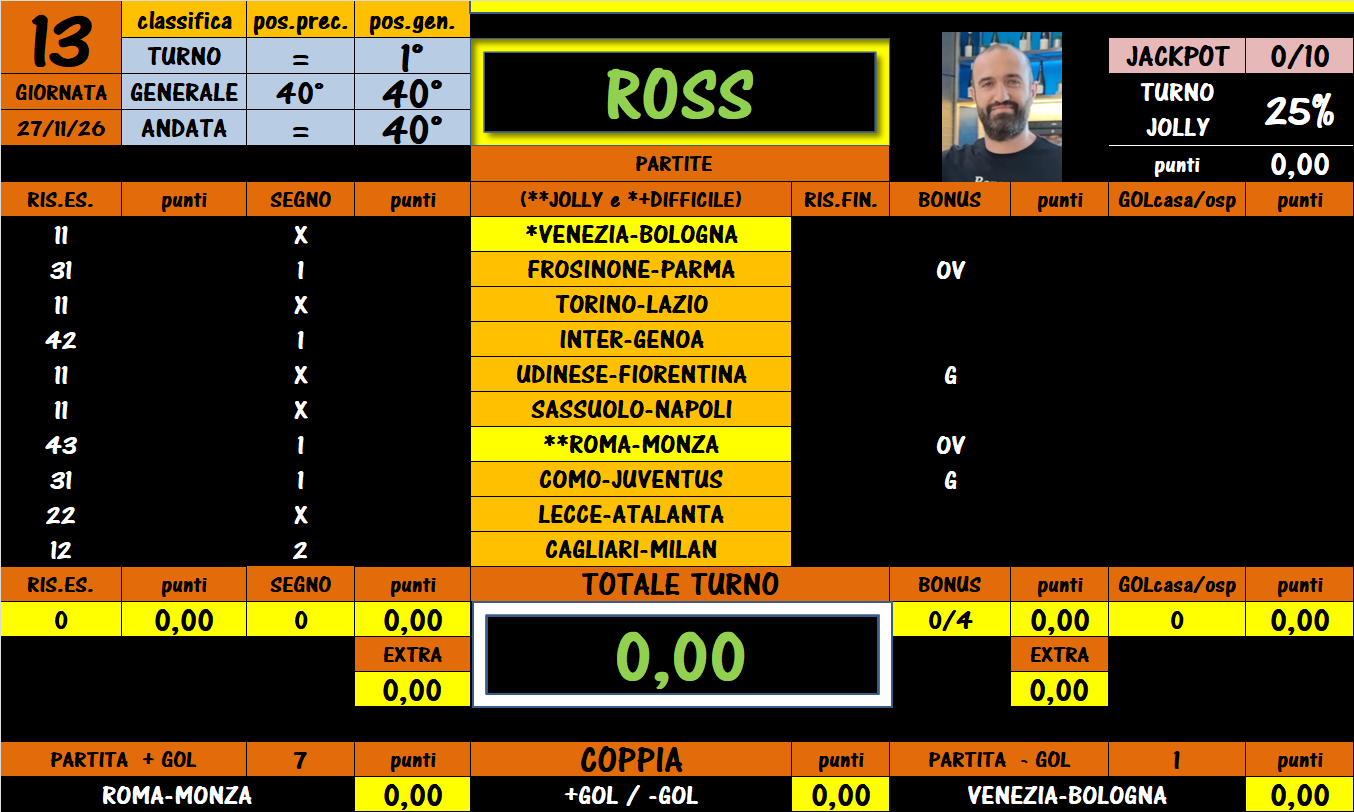 13 classifica pos.prec. pos.gen.
TURNO = 1°
ROSS
JACKPOT 0/10
GIORNATA GENERALE 40° 40°
TURNO JOLLY 25%
27/11/26 ANDATA = 40°
PARTITE
punti 0,00
RIS.ES. punti SEGNO punti (**JOLLY e *+DIFFICILE) RIS.FIN. BONUS punti GOLcasa/osp punti
11 X *VENEZIA-BOLOGNA
31 1 FROSINONE-PARMA OV
11 X TORINO-LAZIO
42 1 INTER-GENOA
11 X UDINESE-FIORENTINA G
11 X SASSUOLO-NAPOLI
43 1 **ROMA-MONZA OV
31 1 COMO-JUVENTUS G
22 X LECCE-ATALANTA
12 2 CAGLIARI-MILAN
RIS.ES. punti SEGNO punti TOTALE TURNO BONUS punti GOLcasa/osp punti
0 0,00 0 0,00 0,00 0/4 0,00 0 0,00
EXTRA EXTRA
0,00 0,00
PARTITA + GOL 7 punti COPPIA punti PARTITA - GOL 1 punti
ROMA-MONZA 0,00 +GOL / -GOL 0,00 VENEZIA-BOLOGNA 0,00